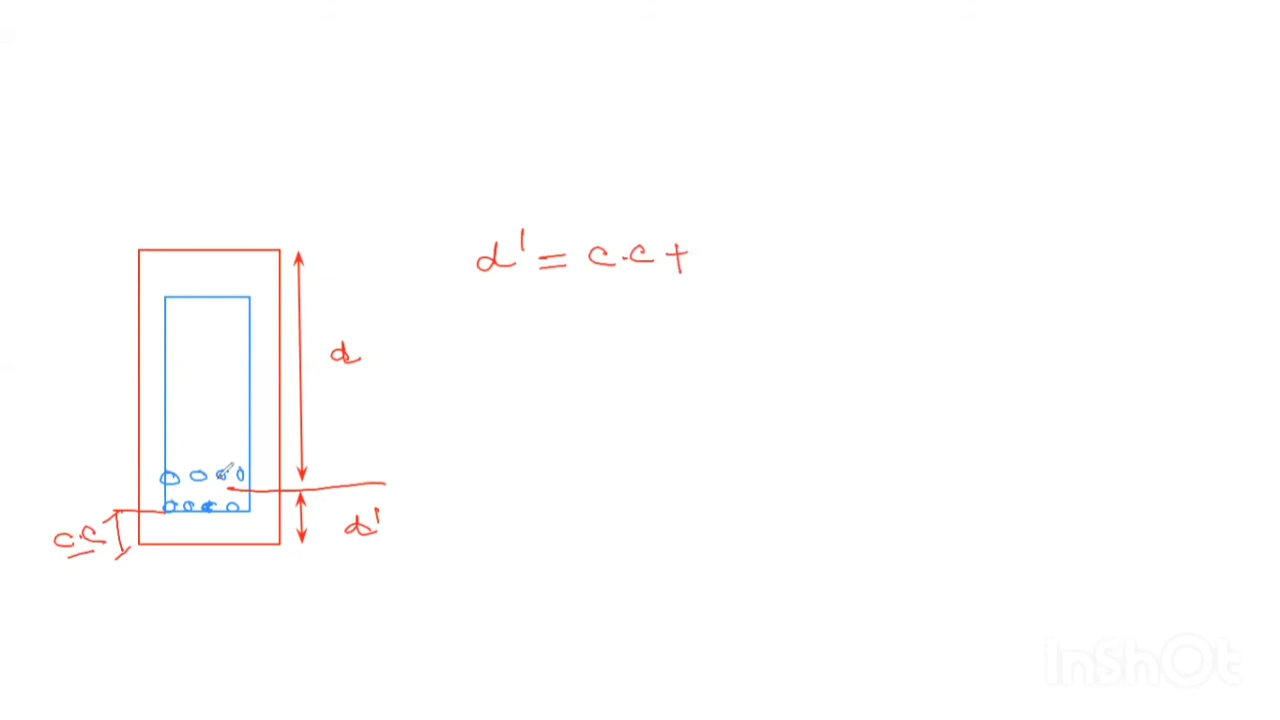 d' = c.c +
d
d'
c.c
InShOt